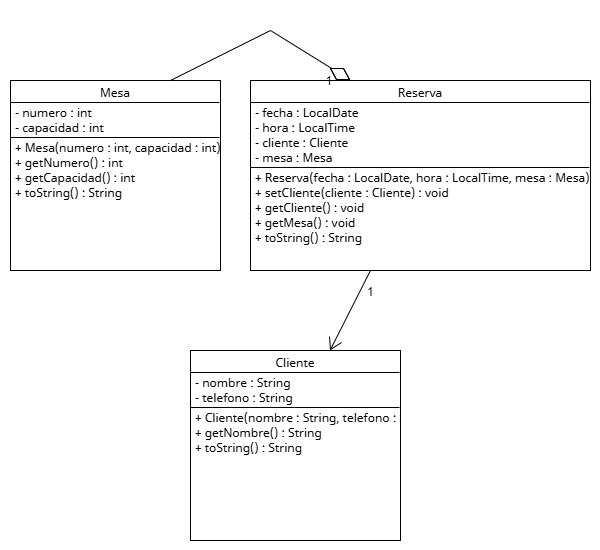 1
Mesa
- numero : int
- capacidad : int
+ Mesa(numero : int, capacidad : int)
+ getNumero() : int
+ getCapacidad() : int
+ toString() : String
Reserva
- fecha : LocalDate
- hora : LocalTime
- cliente : Cliente
- mesa : Mesa
+ Reserva(fecha : LocalDate, hora : LocalTime, mesa : Mesa)
+ setCliente(cliente : Cliente) : void
+ getCliente() : void
+ getMesa() : void
+ toString() : String
1
Cliente
- nombre : String
- telefono : String
+ Cliente(nombre : String, telefono :
+ getNombre() : String
+ toString() : String